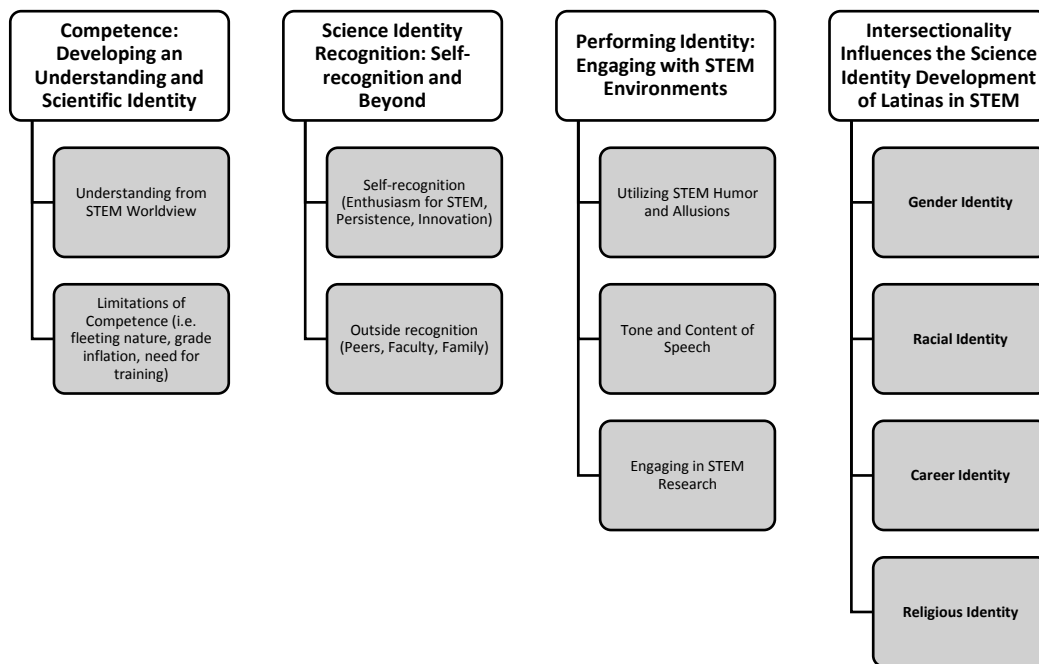 Competence:
Developing an
Understanding and
Scientific Identity
Understanding from
STEM Worldview
Limitations of
Competence (i.e.
fleeting nature, grade
inflation, need for
training)
Science Identity
Recognition: Self-
recognition and
Beyond
Self-recognition
(Enthusiasm for STEM,
Persistence, Innovation)
Outside recognition
(Peers, Faculty, Family)
Performing Identity:
Engaging with STEM
Environments
Utilizing STEM Humor
and Allusions
Tone and Content of
Speech
Engaging in STEM
Research
Intersectionality
Influences the Science
Identity Development
of Latinas in STEM
Gender Identity
Racial Identity
Career Identity
Religious Identity